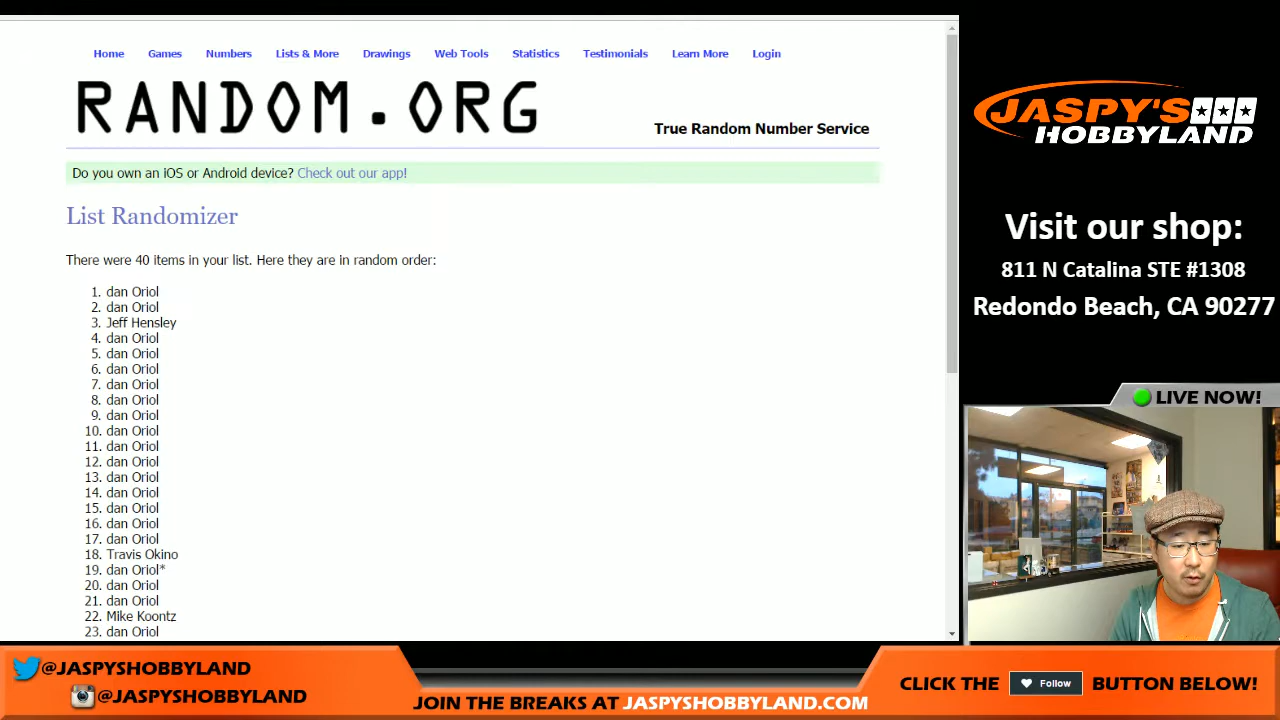 Home Games Numbers Lists & More Drawings Web Tools Statistics Testimonials Learn More Login
RANDOM.ORG
True Random Number Service
Do you own an iOS or Android device? Check out our app!
List Randomizer
There were 40 items in your list. Here they are in random order:
1. dan Oriol
2. dan Oriol
3. Jeff Hensley
4. dan Oriol
5. dan Oriol
6. dan Oriol
7. dan Oriol
8. dan Oriol
9. dan Oriol
10. dan Oriol
11. dan Oriol
12. dan Oriol
13. dan Oriol
14. dan Oriol
15. dan Oriol
16. dan Oriol
17. dan Oriol
18. Travis Okino
19. dan Oriol*
20. dan Oriol
21. dan Oriol
22. Mike Koontz
23. dan Oriol
JASPY'S
HOBBYLAND
Visit our shop:
811 N Catalina STE #1308
Redondo Beach, CA 90277
LIVE NOW!
@JASPYSHOBBYLAND
@JASPYSHOBBYLAND
JOIN THE BREAKS AT JASPYSHOBBYLAND.COM
CLICK THE Follow BUTTON BELOW!